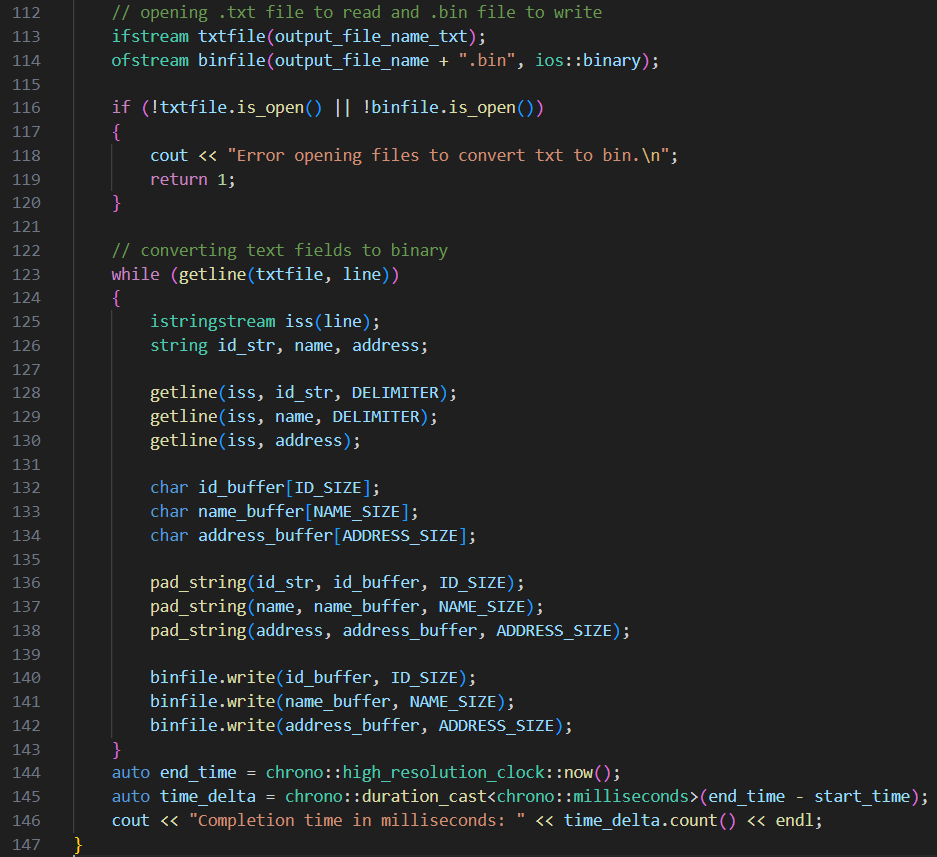 112 // opening .txt file to read and .bin file to write
113 ifstream txtfile(output_file_name_txt);
114 ofstream binfile(output_file_name + ".bin", ios::binary);
115
116 if (!txtfile.is_open() || !binfile.is_open())
117 {
118 cout << "Error opening files to convert txt to bin.\n";
119 return 1;
120 }
121
122 // converting text fields to binary
123 while (getline(txtfile, line))
124 {
125 istringstream iss(line);
126 string id_str, name, address;
127
128 getline(iss, id_str, DELIMITER);
129 getline(iss, name, DELIMITER);
130 getline(iss, address);
131
132 char id_buffer[ID_SIZE];
133 char name_buffer[NAME_SIZE];
134 char address_buffer[ADDRESS_SIZE];
135
136 pad_string(id_str, id_buffer, ID_SIZE);
137 pad_string(name, name_buffer, NAME_SIZE);
138 pad_string(address, address_buffer, ADDRESS_SIZE);
139
140 binfile.write(id_buffer, ID_SIZE);
141 binfile.write(name_buffer, NAME_SIZE);
142 binfile.write(address_buffer, ADDRESS_SIZE);
143 }
144 auto end_time = chrono::high_resolution_clock::now();
145 auto time_delta = chrono::duration_cast<chrono::milliseconds>(end_time - start_time);
146 cout << "Completion time in milliseconds: " << time_delta.count() << endl;
147 }